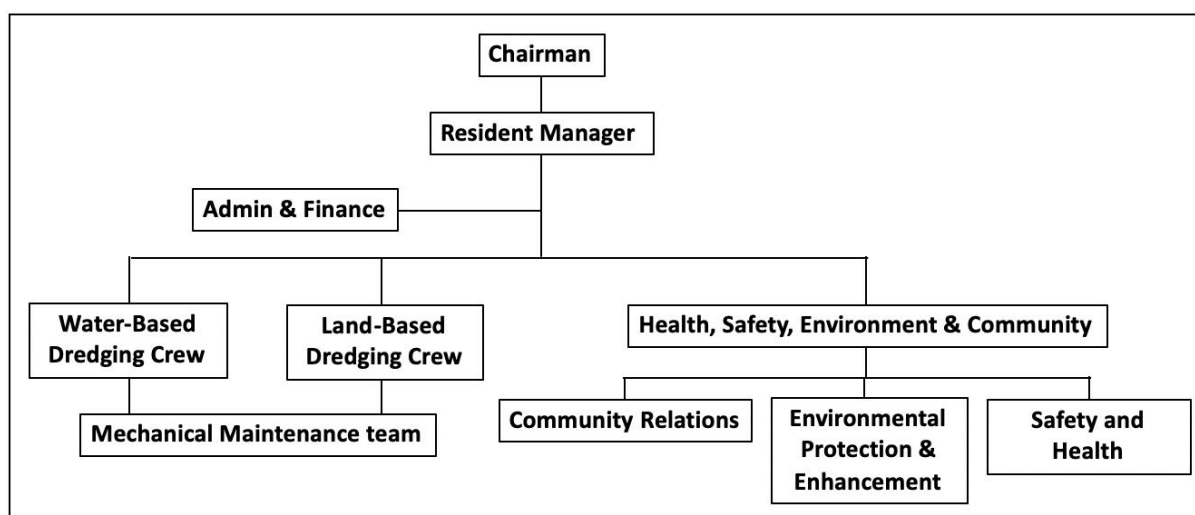 Chairman
Resident Manager
Admin & Finance
Water-Based
Dredging Crew
Land-Based
Dredging Crew
Health, Safety, Environment & Community
Mechanical Maintenance team
Community Relations
Environmental
Protection &
Enhancement
Safety and
Health